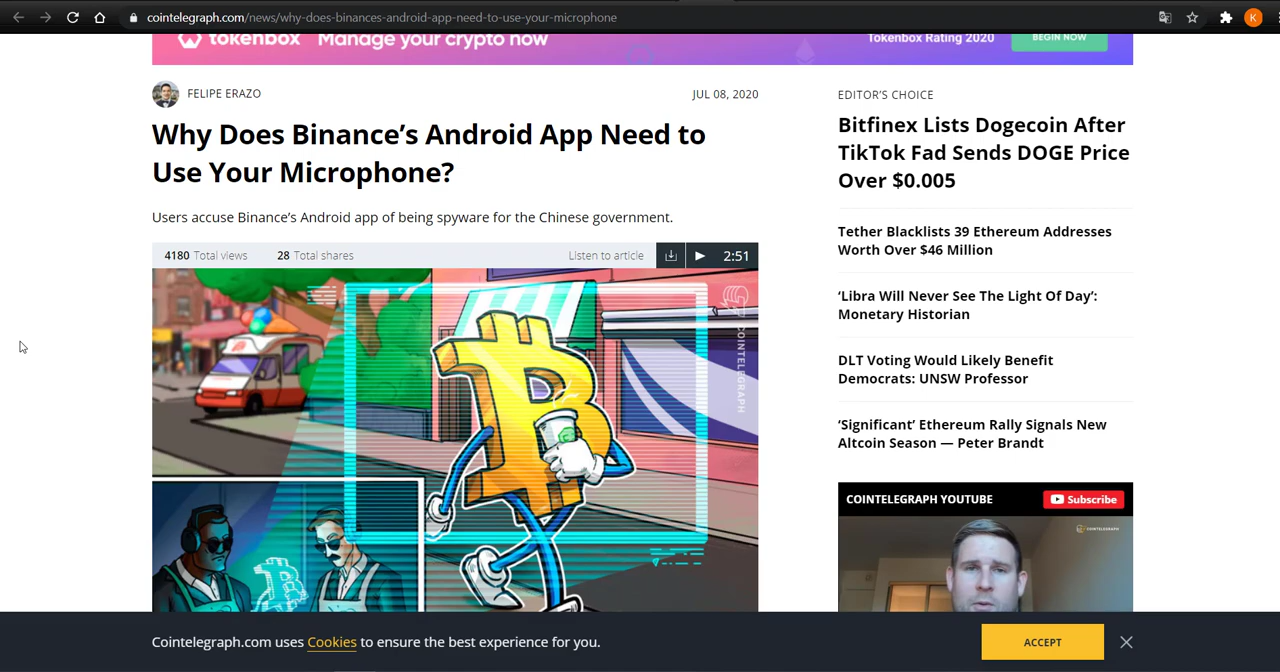 cointelegraph.com/news/why-does-binances-android-app-need-to-use-your-microphone
K
tokenbox Manage your crypto now
Tokenbox Rating 2020
BEGIN NOW
FELIPE ERAZO
JUL 08, 2020
Why Does Binance’s Android App Need to
Use Your Microphone?
Users accuse Binance’s Android app of being spyware for the Chinese government.
4180 Total views 28 Total shares Listen to article 2:51
COINTELEGRAPH
EDITOR’S CHOICE
Bitfinex Lists Dogecoin After
TikTok Fad Sends DOGE Price
Over $0.005
Tether Blacklists 39 Ethereum Addresses
Worth Over $46 Million
‘Libra Will Never See The Light Of Day’:
Monetary Historian
DLT Voting Would Likely Benefit
Democrats: UNSW Professor
‘Significant’ Ethereum Rally Signals New
Altcoin Season — Peter Brandt
COINTELEGRAPH YOUTUBE
Subscribe
Cointelegraph.com uses Cookies to ensure the best experience for you.
ACCEPT